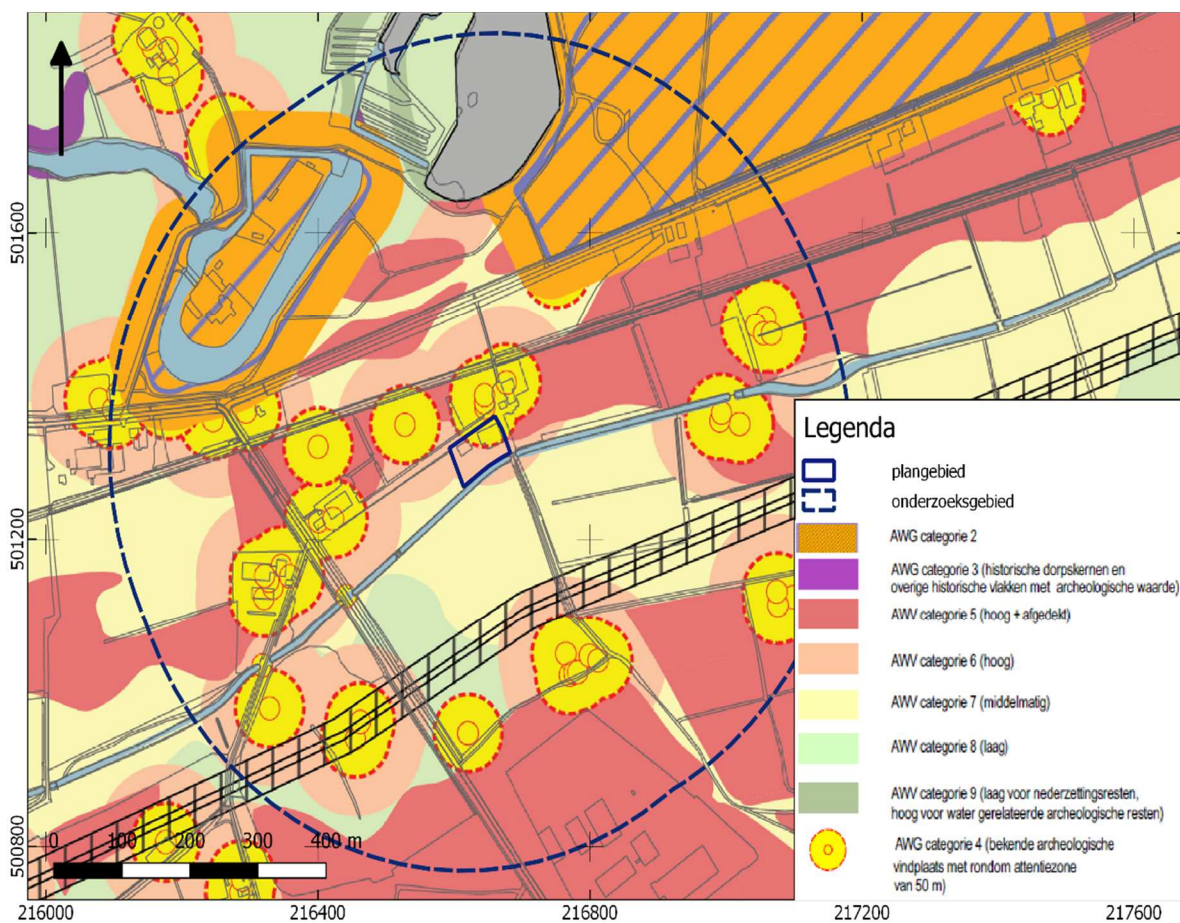 501600
501200
500800
0 100 200 300 400 m
216000 216400 216800 217200 217600
Legenda
plangebied
onderzoeksgebied
AWG categorie 2
AWG categorie 3 (historische dorpskernen en
overige historische vlakken met archeologische waarde)
AWV categorie 5 (hoog + afgedekt)
AWV categorie 6 (hoog)
AWV categorie 7 (middelmatig)
AWV categorie 8 (laag)
AWV categorie 9 (laag voor nederzettingsresten,
hoog voor water gerelateerde archeologische resten)
AWG categorie 4 (bekende archeologische
vindplaats met rondom attentiezone
van 50 m)